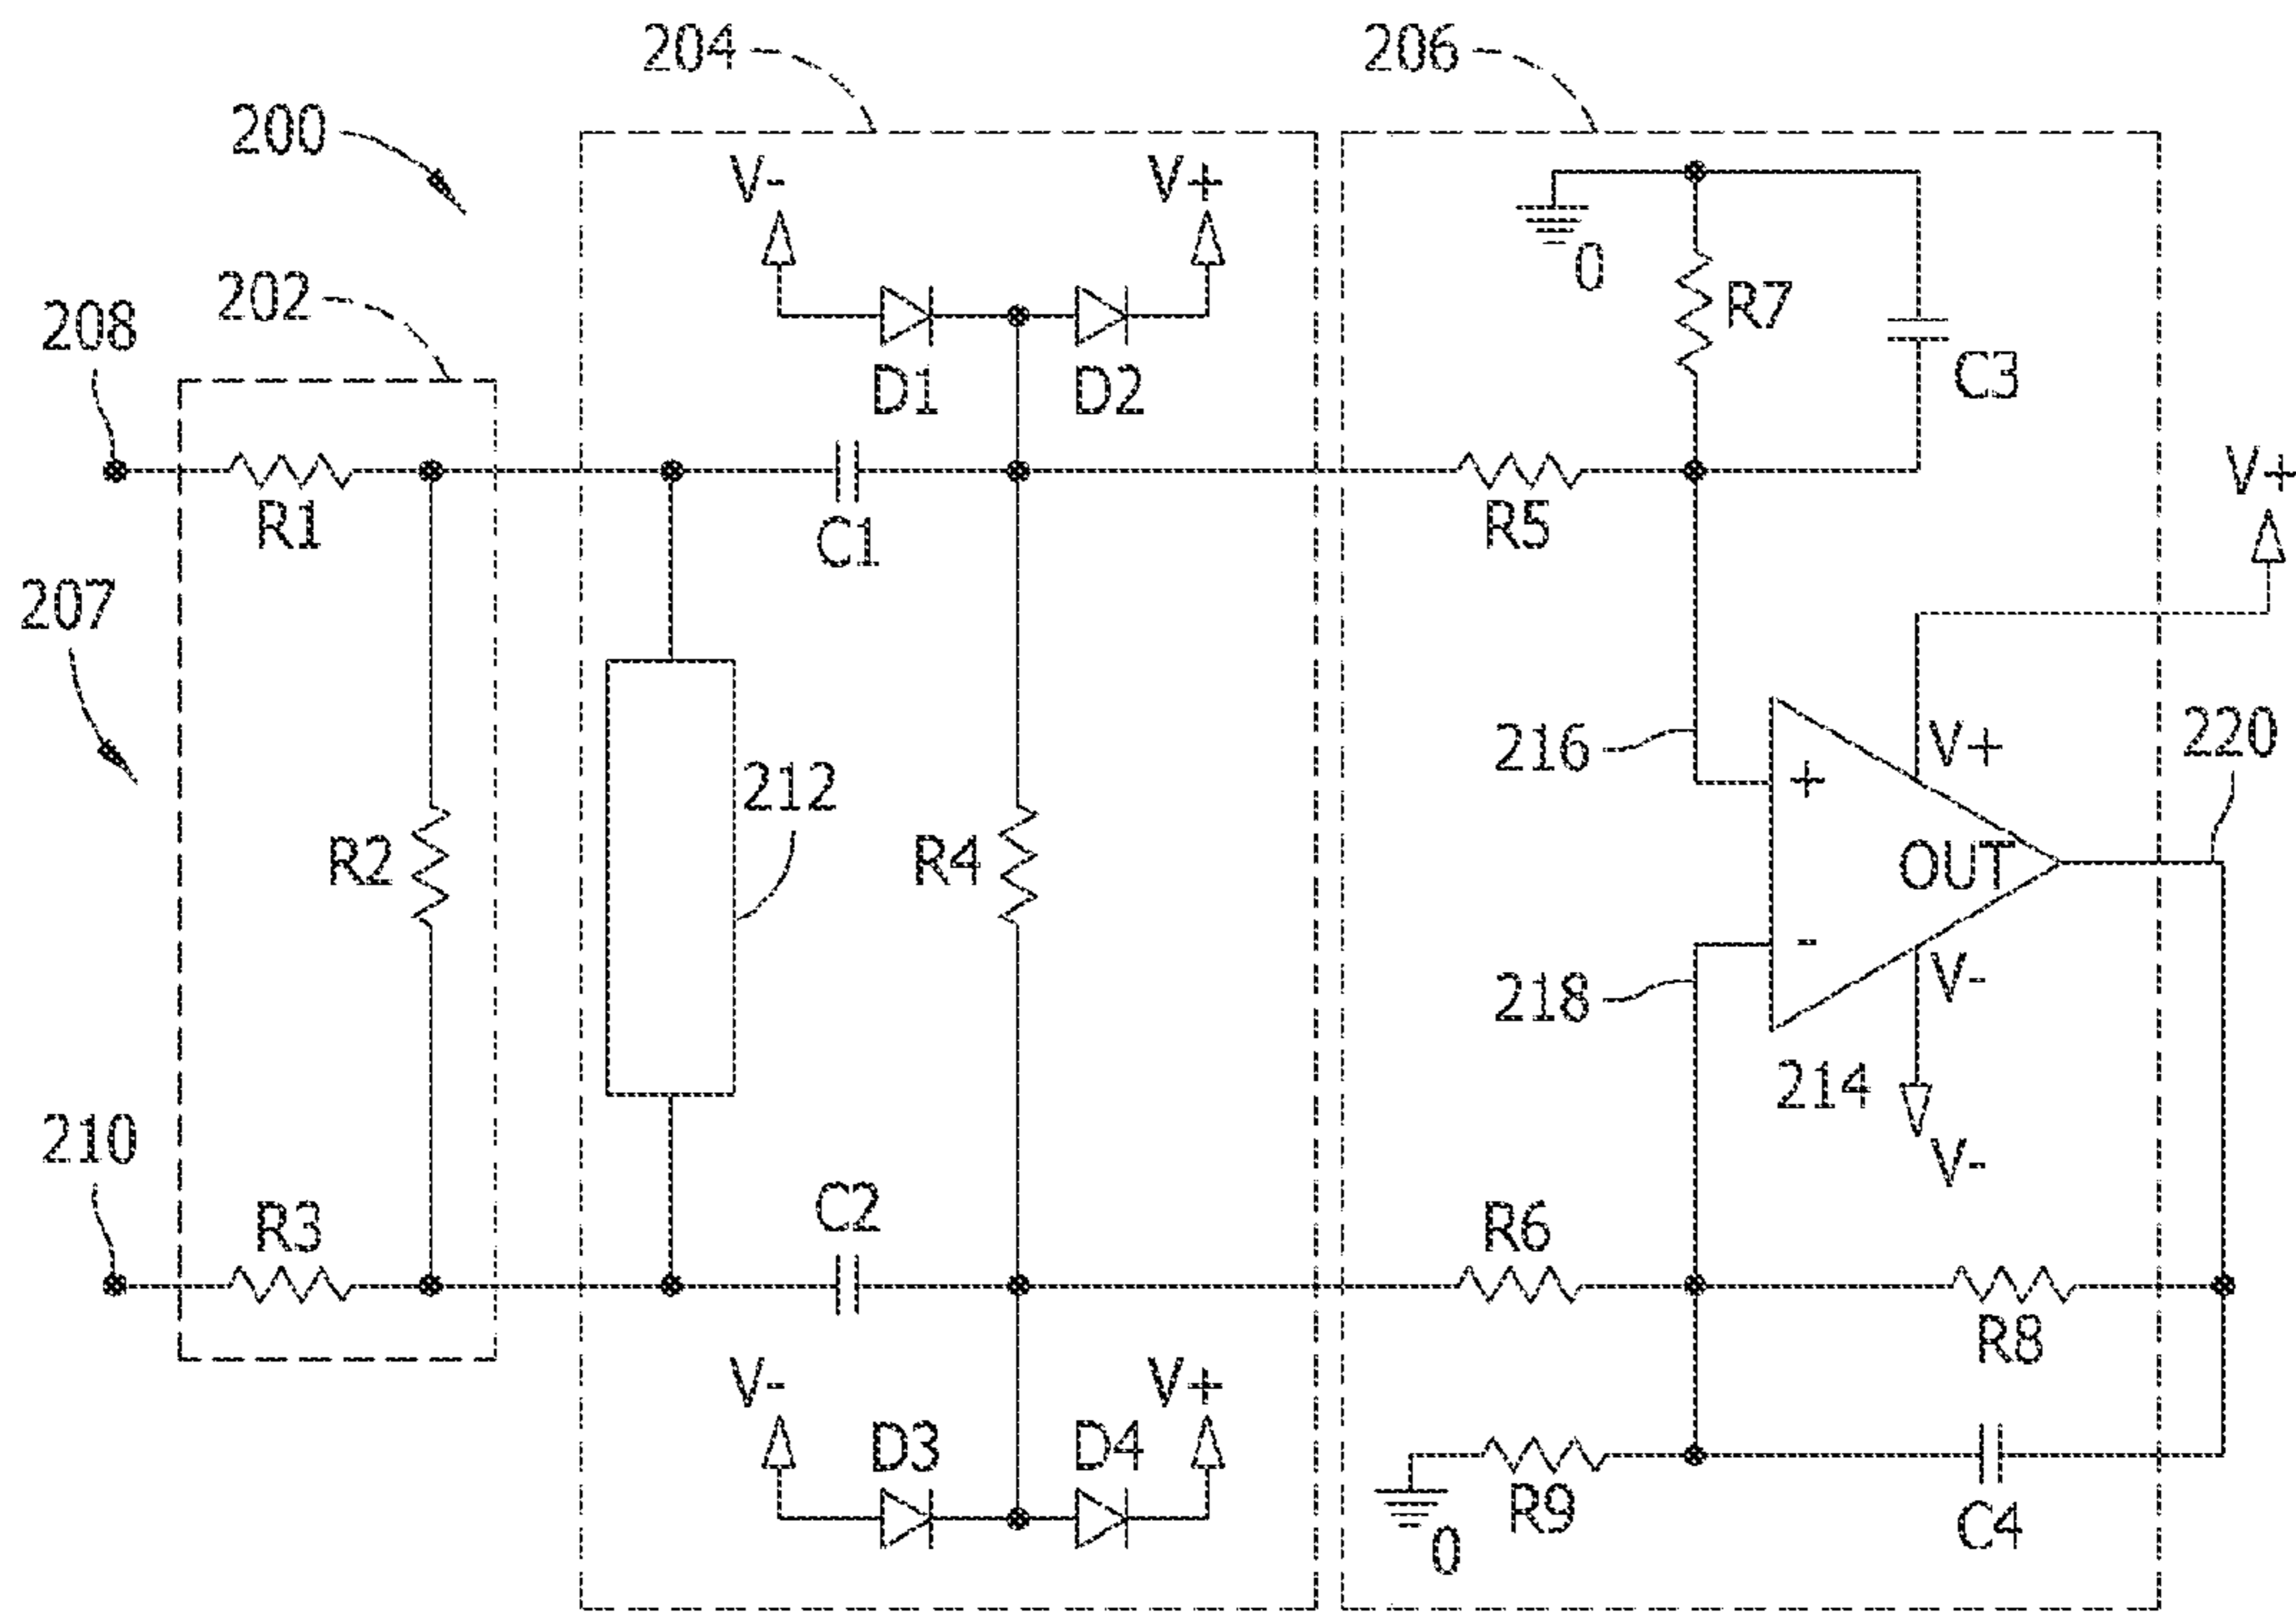 204
206
200
V-
V+
0
202
R7
208
D1
D2
C3
V+
R1
C1
R5
207
216
V+
220
212
+
R2
R4
OUT
-
218
V-
214
210
V-
C2
R3
R6
R8
V-
V+
D3
D4
R9
C4
0